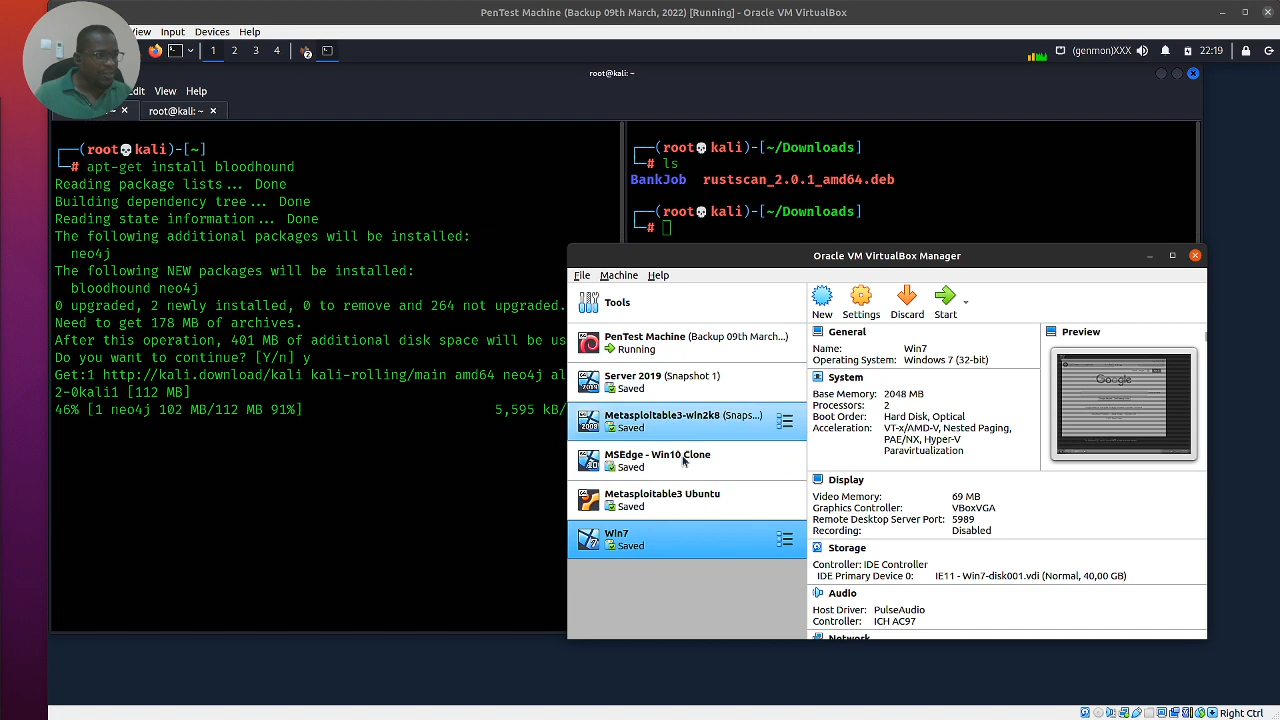 PenTest Machine (Backup 09th March, 2022) [Running] - Oracle VM VirtualBox
View Input Devices Help
1 2 3 4 (genmon)XXX 22:19
root@kali: ~
View Help
root@kali: ~
┌──(root💀kali)-[~]
└─# apt-get install bloodhound
Reading package lists... Done
Building dependency tree... Done
Reading state information... Done
The following additional packages will be installed:
neo4j
The following NEW packages will be installed:
bloodhound neo4j
0 upgraded, 2 newly installed, 0 to remove and 264 not upgraded.
Need to get 178 MB of archives.
After this operation, 401 MB of additional disk space will be us
Do you want to continue? [Y/n] y
Get:1 http://kali.download/kali kali-rolling/main amd64 neo4j al
2-0kali1 [112 MB]
46% [1 neo4j 102 MB/112 MB 91%] 5,595 kB/
┌──(root💀kali)-[~/Downloads]
└─# ls
BankJob rustscan_2.0.1_amd64.deb
┌──(root💀kali)-[~/Downloads]
└─#
Oracle VM VirtualBox Manager
File Machine Help
Tools
PenTest Machine (Backup 09th March...)
Running
Server 2019 (Snapshot 1)
Saved
Metasploitable3-win2k8 (Snaps...)
Saved
MSEdge - Win10 Clone
Saved
Metasploitable3 Ubuntu
Saved
Win7
Saved
New Settings Discard Start
General
Name: Win7
Operating System: Windows 7 (32-bit)
System
Base Memory: 2048 MB
Processors: 2
Boot Order: Hard Disk, Optical
Acceleration: VT-x/AMD-V, Nested Paging,
PAE/NX, Hyper-V
Paravirtualization
Preview
Google
Display
Video Memory: 69 MB
Graphics Controller: VBoxVGA
Remote Desktop Server Port: 5989
Recording: Disabled
Storage
Controller: IDE Controller
IDE Primary Device 0: IE11 - Win7-disk001.vdi (Normal, 40,00 GB)
Audio
Host Driver: PulseAudio
Controller: ICH AC97
Network
Right Ctrl